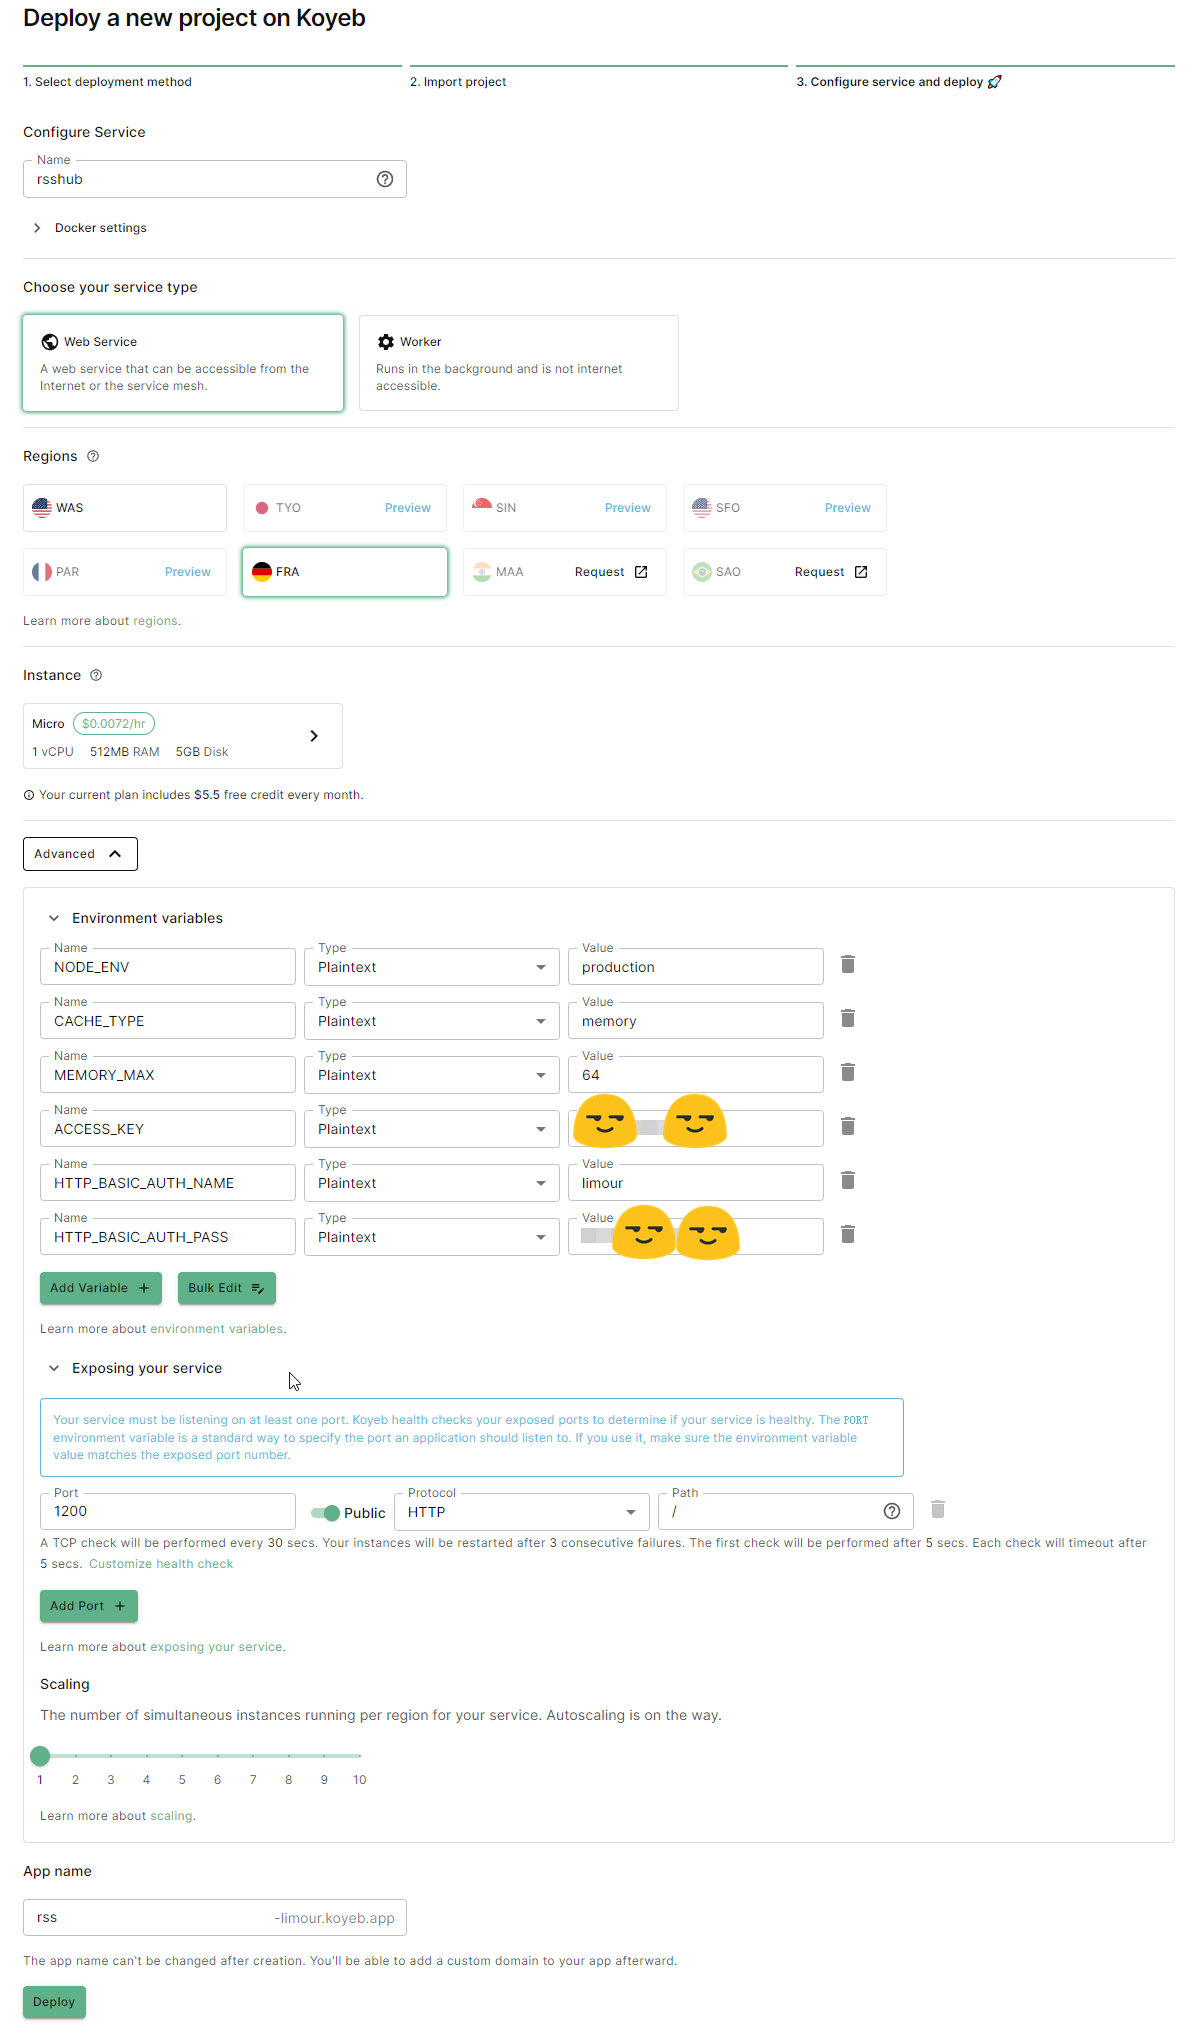 Deploy a new project on Koyeb
1. Select deployment method
2. Import project
3. Configure service and deploy 🚀
Configure Service
Name
rsshub
Docker settings
Choose your service type
Web Service
A web service that can be accessible from the
Internet or the service mesh.
Worker
Runs in the background and is not internet
accessible.
Regions
WAS
TYO Preview
SIN Preview
SFO Preview
PAR Preview
FRA
MAA Request
SAO Request
Learn more about regions.
Instance
Micro $0.0072/hr
1 vCPU 512MB RAM 5GB Disk
Your current plan includes $5.5 free credit every month.
Advanced
Environment variables
Name Type Value
NODE_ENV Plaintext production
Name Type Value
CACHE_TYPE Plaintext memory
Name Type Value
MEMORY_MAX Plaintext 64
Name Type
ACCESS_KEY Plaintext
Name Type Value
HTTP_BASIC_AUTH_NAME Plaintext limour
Name Type Value
HTTP_BASIC_AUTH_PASS Plaintext
Add Variable + Bulk Edit
Learn more about environment variables.
Exposing your service
Your service must be listening on at least one port. Koyeb health checks your exposed ports to determine if your service is healthy. The PORT
environment variable is a standard way to specify the port an application should listen to. If you use it, make sure the environment variable
value matches the exposed port number.
Port Protocol Path
1200 Public HTTP /
A TCP check will be performed every 30 secs. Your instances will be restarted after 3 consecutive failures. The first check will be performed after 5 secs. Each check will timeout after
5 secs. Customize health check
Add Port +
Learn more about exposing your service.
Scaling
The number of simultaneous instances running per region for your service. Autoscaling is on the way.
1 2 3 4 5 6 7 8 9 10
Learn more about scaling.
App name
rss -limour.koyeb.app
The app name can't be changed after creation. You'll be able to add a custom domain to your app afterward.
Deploy